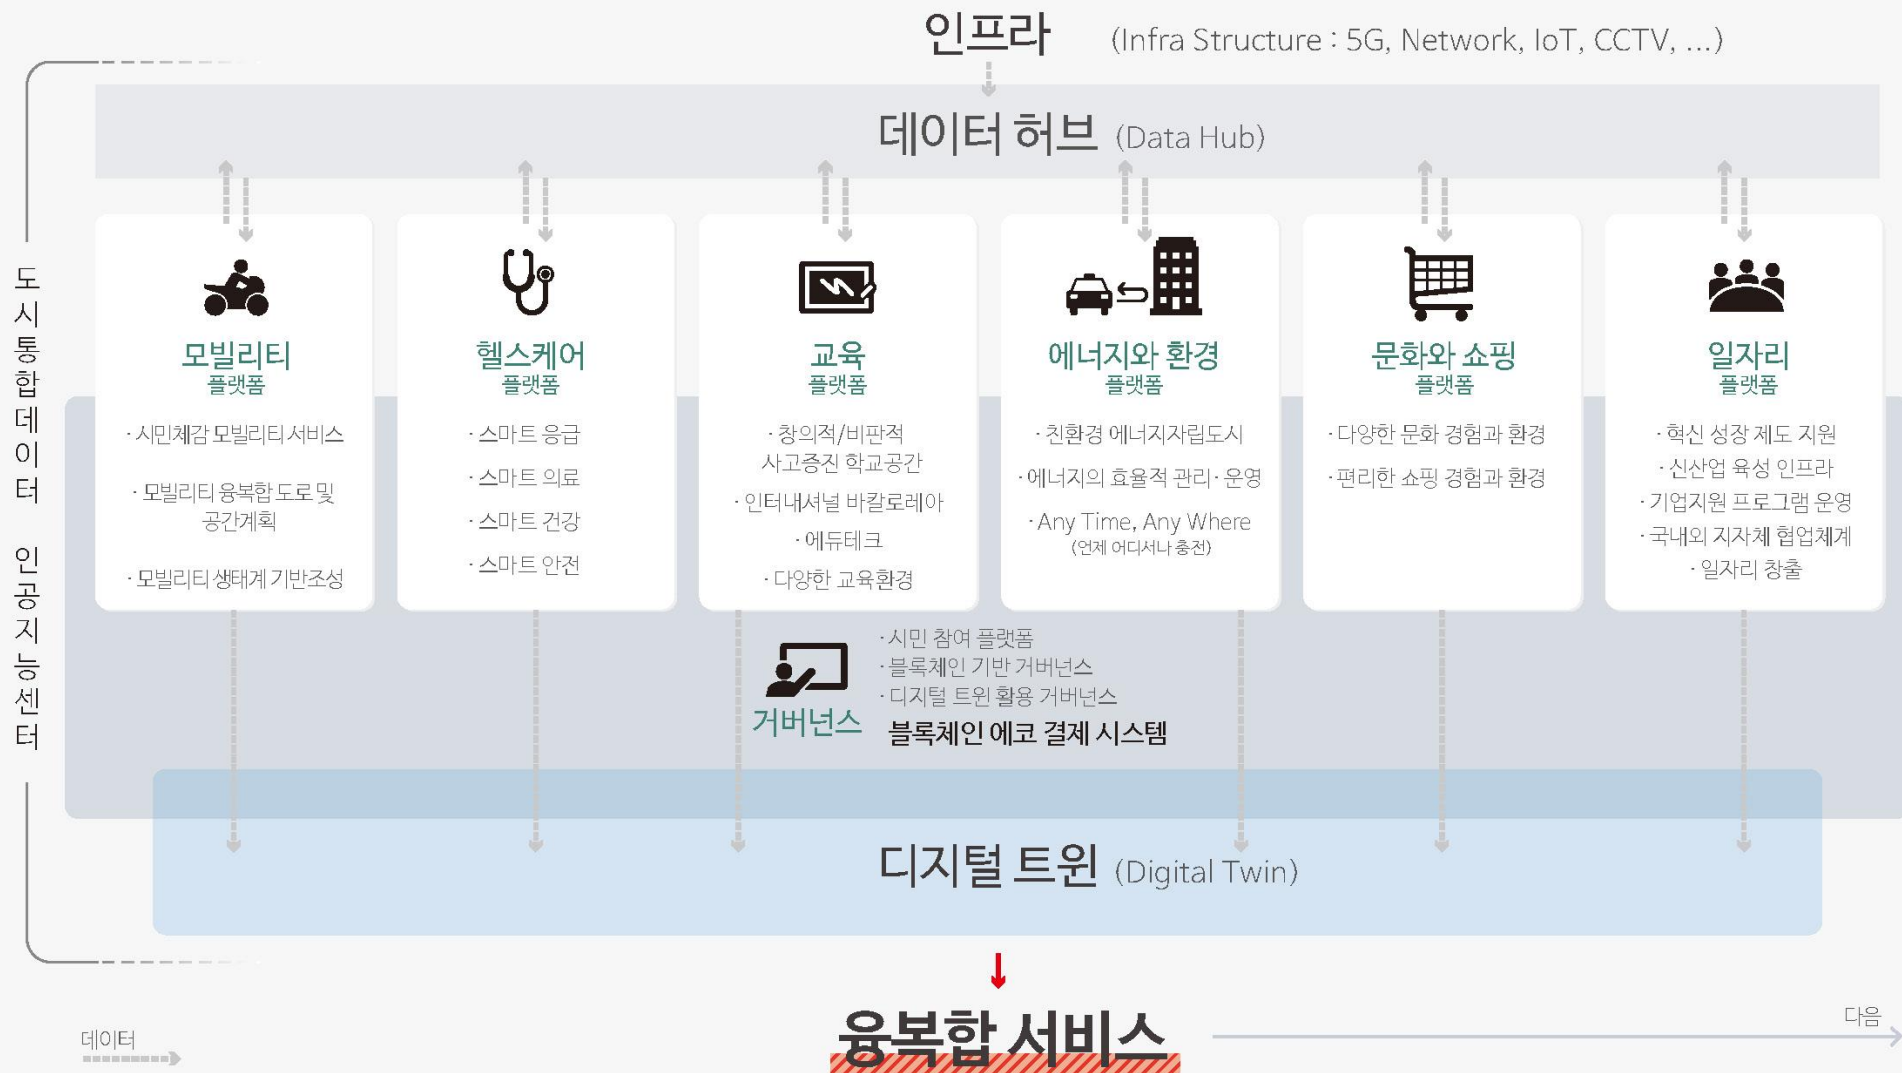 인프라 (Infra Structure : 5G, Network, IoT, CCTV, ...)
데이터 허브 (Data Hub)
도시통합데이터 인공지능센터
모빌리티
플랫폼
· 시민체감 모빌리티 서비스
· 모빌리티 융복합 도로 및
공간계획
· 모빌리티 생태계 기반조성
헬스케어
플랫폼
· 스마트 응급
· 스마트 의료
· 스마트 건강
· 스마트 안전
교육
플랫폼
· 창의적/비판적
사고증진 학교공간
· 인터내셔널 바칼로레아
· 에듀테크
· 다양한 교육환경
에너지와 환경
플랫폼
· 친환경 에너지자립도시
· 에너지의 효율적 관리 · 운영
· Any Time, Any Where
(언제 어디서나 충전)
문화와 쇼핑
플랫폼
· 다양한 문화 경험과 환경
· 편리한 쇼핑 경험과 환경
일자리
플랫폼
· 혁신 성장 제도 지원
· 신산업 육성 인프라
· 기업지원 프로그램 운영
· 국내외 지자체 협업체계
· 일자리 창출
거버넌스
· 시민 참여 플랫폼
· 블록체인 기반 거버넌스
· 디지털 트윈 활용 거버넌스
블록체인 에코 결제 시스템
디지털 트윈 (Digital Twin)
데이터
융복합 서비스
다음